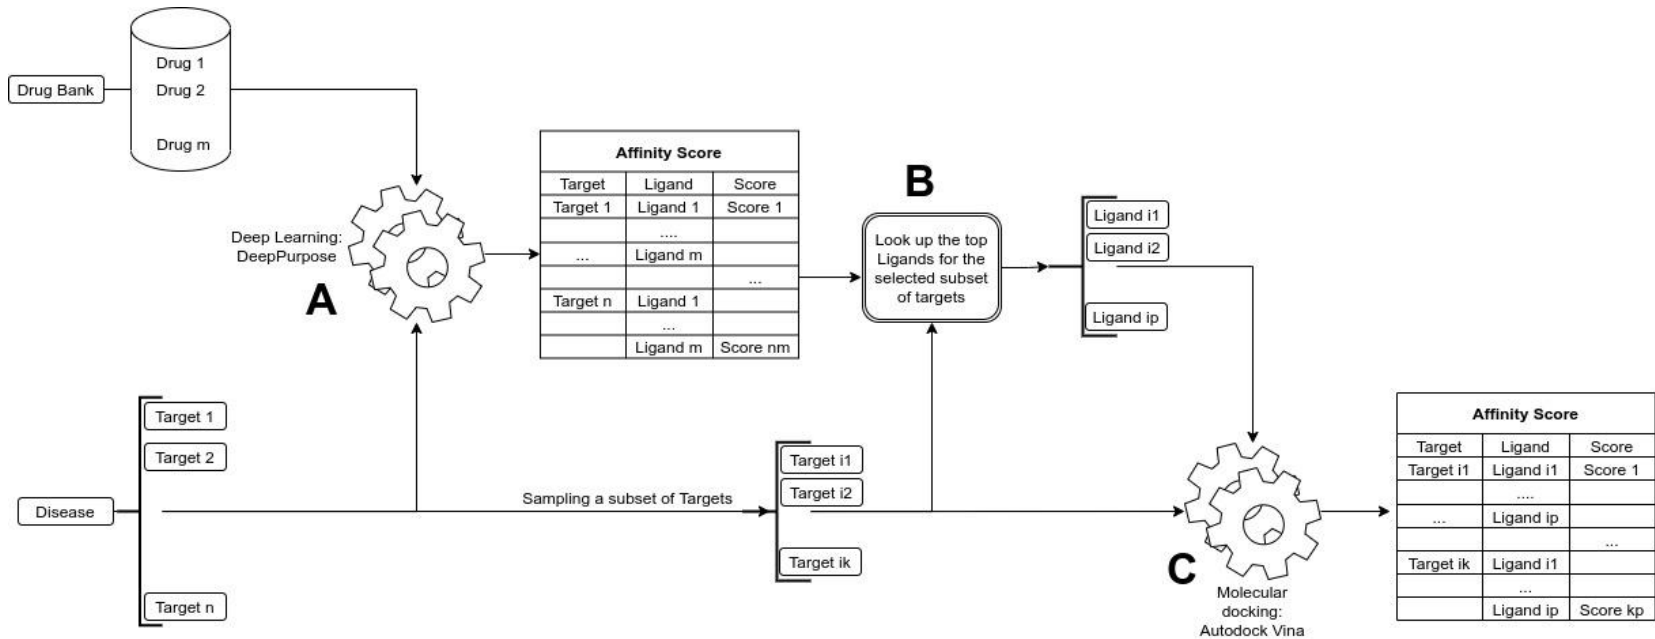 Drug Bank
Drug 1
Drug 2
Drug m
Deep Learning:
DeepPurpose
A
Affinity Score
Target Ligand Score
Target 1 Ligand 1 Score 1
....
... Ligand m
...
Target n Ligand 1
...
Ligand m Score nm
B
Look up the top
Ligands for the
selected subset
of targets
Ligand i1
Ligand i2
Ligand ip
Disease
Target 1
Target 2
Target n
Sampling a subset of Targets
Target i1
Target i2
Target ik
C
Molecular
docking:
Autodock Vina
Affinity Score
Target Ligand Score
Target i1 Ligand i1 Score 1
....
... Ligand ip
...
Target ik Ligand i1
...
Ligand ip Score kp